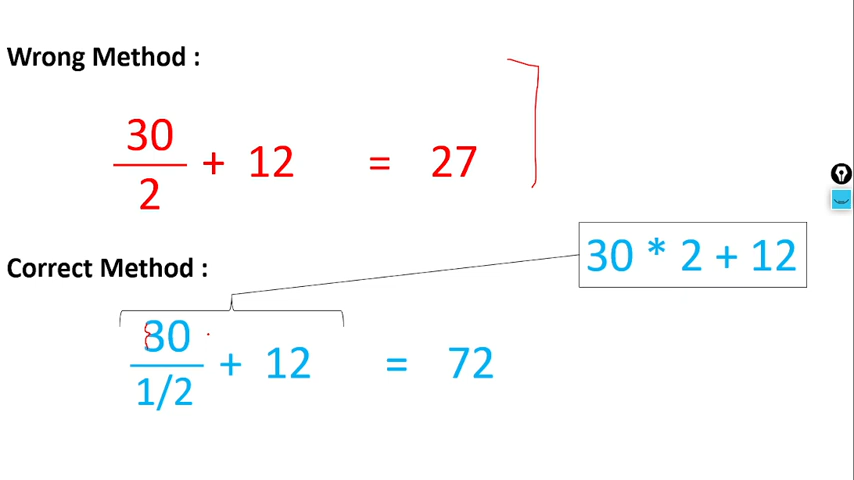 Wrong Method :
30
2
+ 12 = 27
30 * 2 + 12
Correct Method :
30
1/2
+ 12 = 72